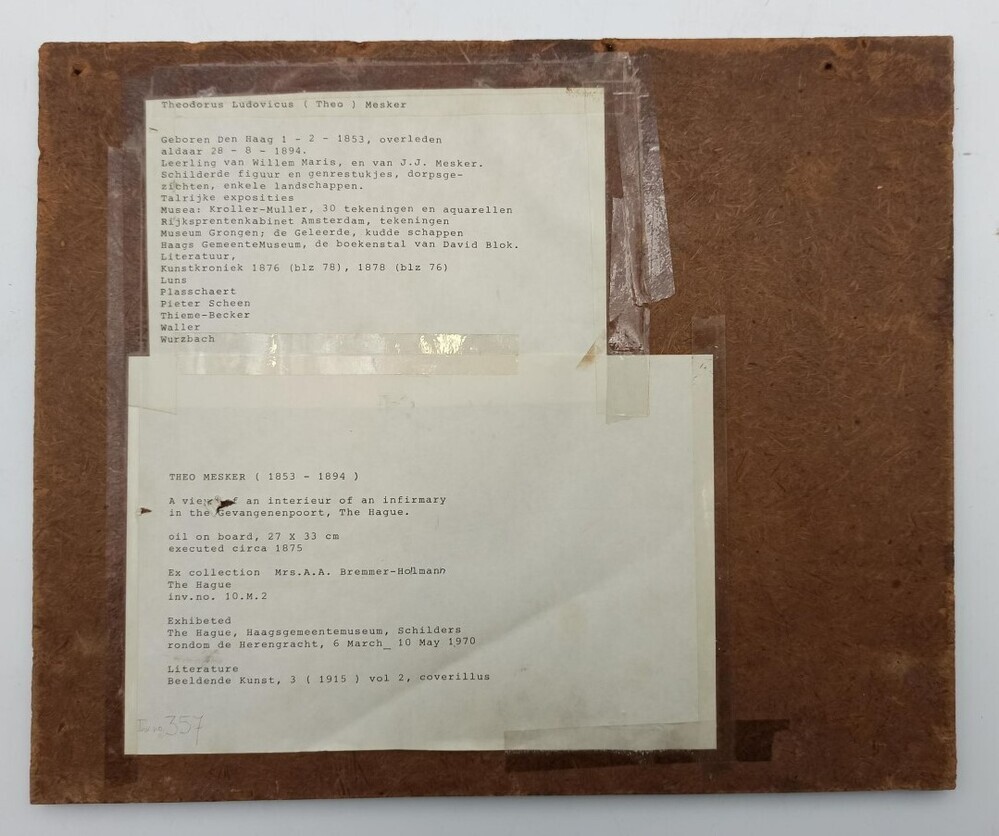 Theodorus Ludovicus ( Theo ) Mesker
Geboren Den Haag 1 - 2 - 1853, overleden
aldaar 28 - 8 - 1894.
Leerling van Willem Maris, en van J.J. Mesker.
Schilderde figuur en genrestukjes, dorpsge-
zichten, enkele landschappen.
Talrijke exposities
Musea: Kroller-Muller, 30 tekeningen en aquarellen
Rijksprentenkabinet Amsterdam, tekeningen
Museum Grongen; de Geleerde, kudde schappen
Haags GemeenteMuseum, de boekenstal van David Blok.
Literatuur,
Kunstkroniek 1876 (blz 78), 1878 (blz 76)
Luns
Plasschaert
Pieter Scheen
Thieme-Becker
Waller
Wurzbach
THEO MESKER ( 1853 - 1894 )
A view of an interieur of an infirmary
in the Gevangenenpoort, The Hague.
oil on board, 27 X 33 cm
executed circa 1875
Ex collection Mrs.A.A. Bremmer-Hollmann
The Hague
inv.no. 10.M.2
Exhibeted
The Hague, Haagsgemeentemuseum, Schilders
rondom de Herengracht, 6 March_ 10 May 1970
Literature
Beeldende Kunst, 3 ( 1915 ) vol 2, coverillus
357